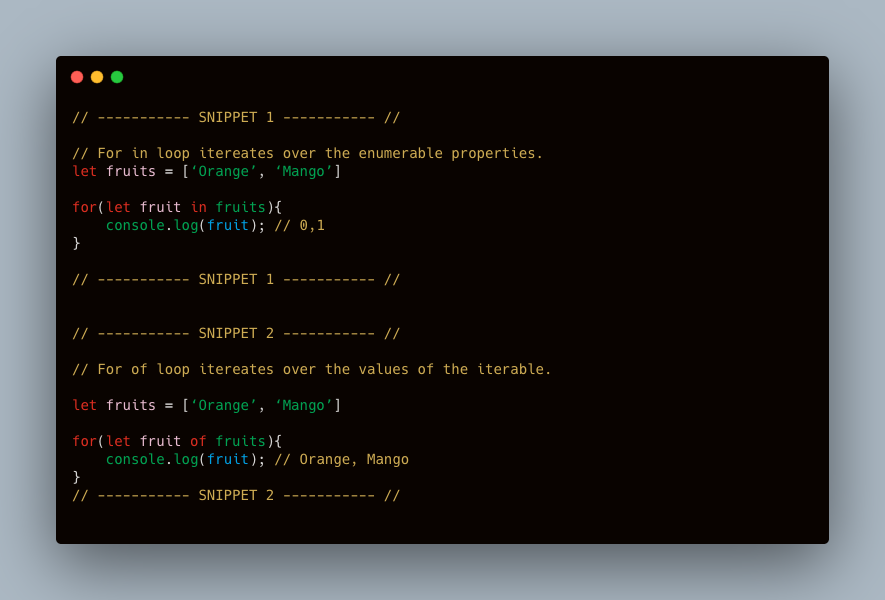 // ----------- SNIPPET 1 ----------- //
// For in loop itereates over the enumerable properties.
let fruits = [‘Orange’, ‘Mango’]
for(let fruit in fruits){
    console.log(fruit); // 0,1
}
// ----------- SNIPPET 1 ----------- //
// ----------- SNIPPET 2 ----------- //
// For of loop itereates over the values of the iterable.
let fruits = [‘Orange’, ‘Mango’]
for(let fruit of fruits){
    console.log(fruit); // Orange, Mango
}
// ----------- SNIPPET 2 ----------- //